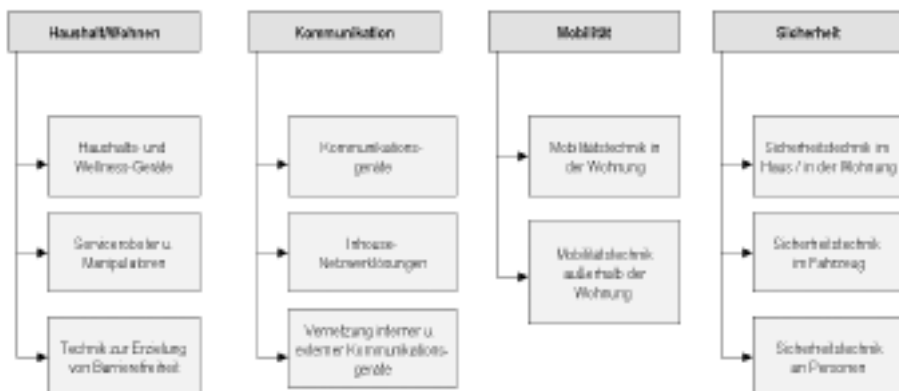 Haushalt/Wohnen
Haushalts- und
Wellness-Geräte
Serviceroboter u.
Manipulatoren
Technik zur Erzielung
von Barrierefreiheit
Kommunikation
Kommunikations-
geräte
Inhouse-
Netzwerklösungen
Vernetzung interner u.
externer Kommunikations-
geräte
Mobilität
Mobilitätstechnik in
der Wohnung
Mobilitätstechnik
außerhalb der
Wohnung
Sicherheit
Sicherheitstechnik im
Haus / in der Wohnung
Sicherheitstechnik
im Fahrzeug
Sicherheitstechnik
an Personen